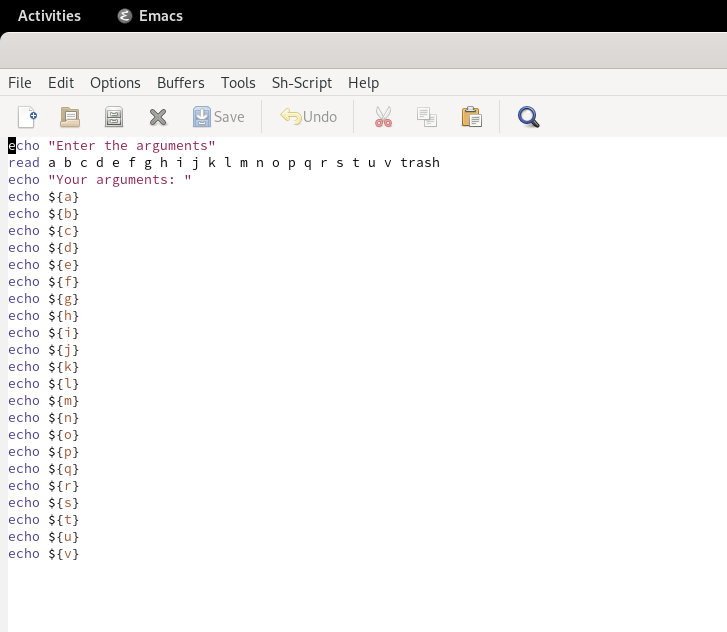 Activities Emacs
File Edit Options Buffers Tools Sh-Script Help
Save Undo
echo "Enter the arguments"
read a b c d e f g h i j k l m n o p q r s t u v trash
echo "Your arguments: "
echo ${a}
echo ${b}
echo ${c}
echo ${d}
echo ${e}
echo ${f}
echo ${g}
echo ${h}
echo ${i}
echo ${j}
echo ${k}
echo ${l}
echo ${m}
echo ${n}
echo ${o}
echo ${p}
echo ${q}
echo ${r}
echo ${s}
echo ${t}
echo ${u}
echo ${v}